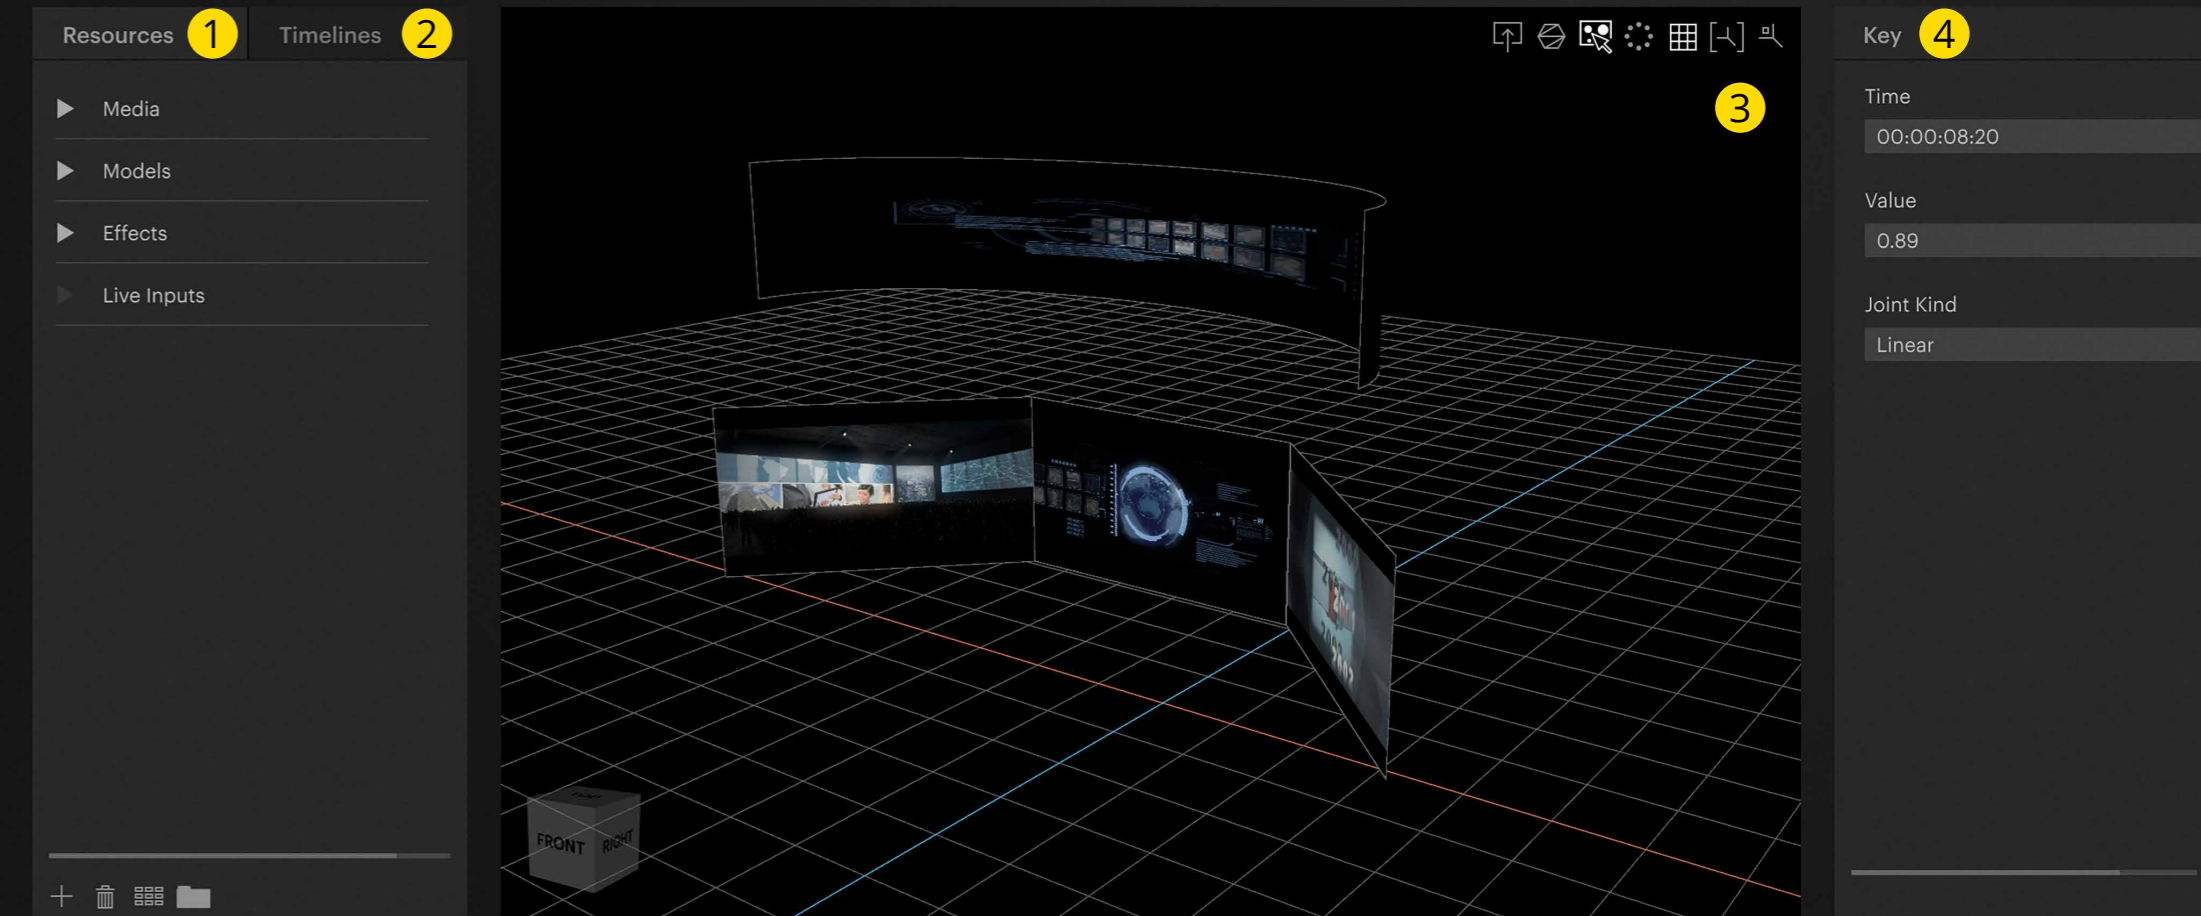 Resources 1 Timelines 2
Media
Models
Effects
Live Inputs
3
FRONT RIGHT
Key 4
Time
00:00:08:20
Value
0.89
Joint Kind
Linear